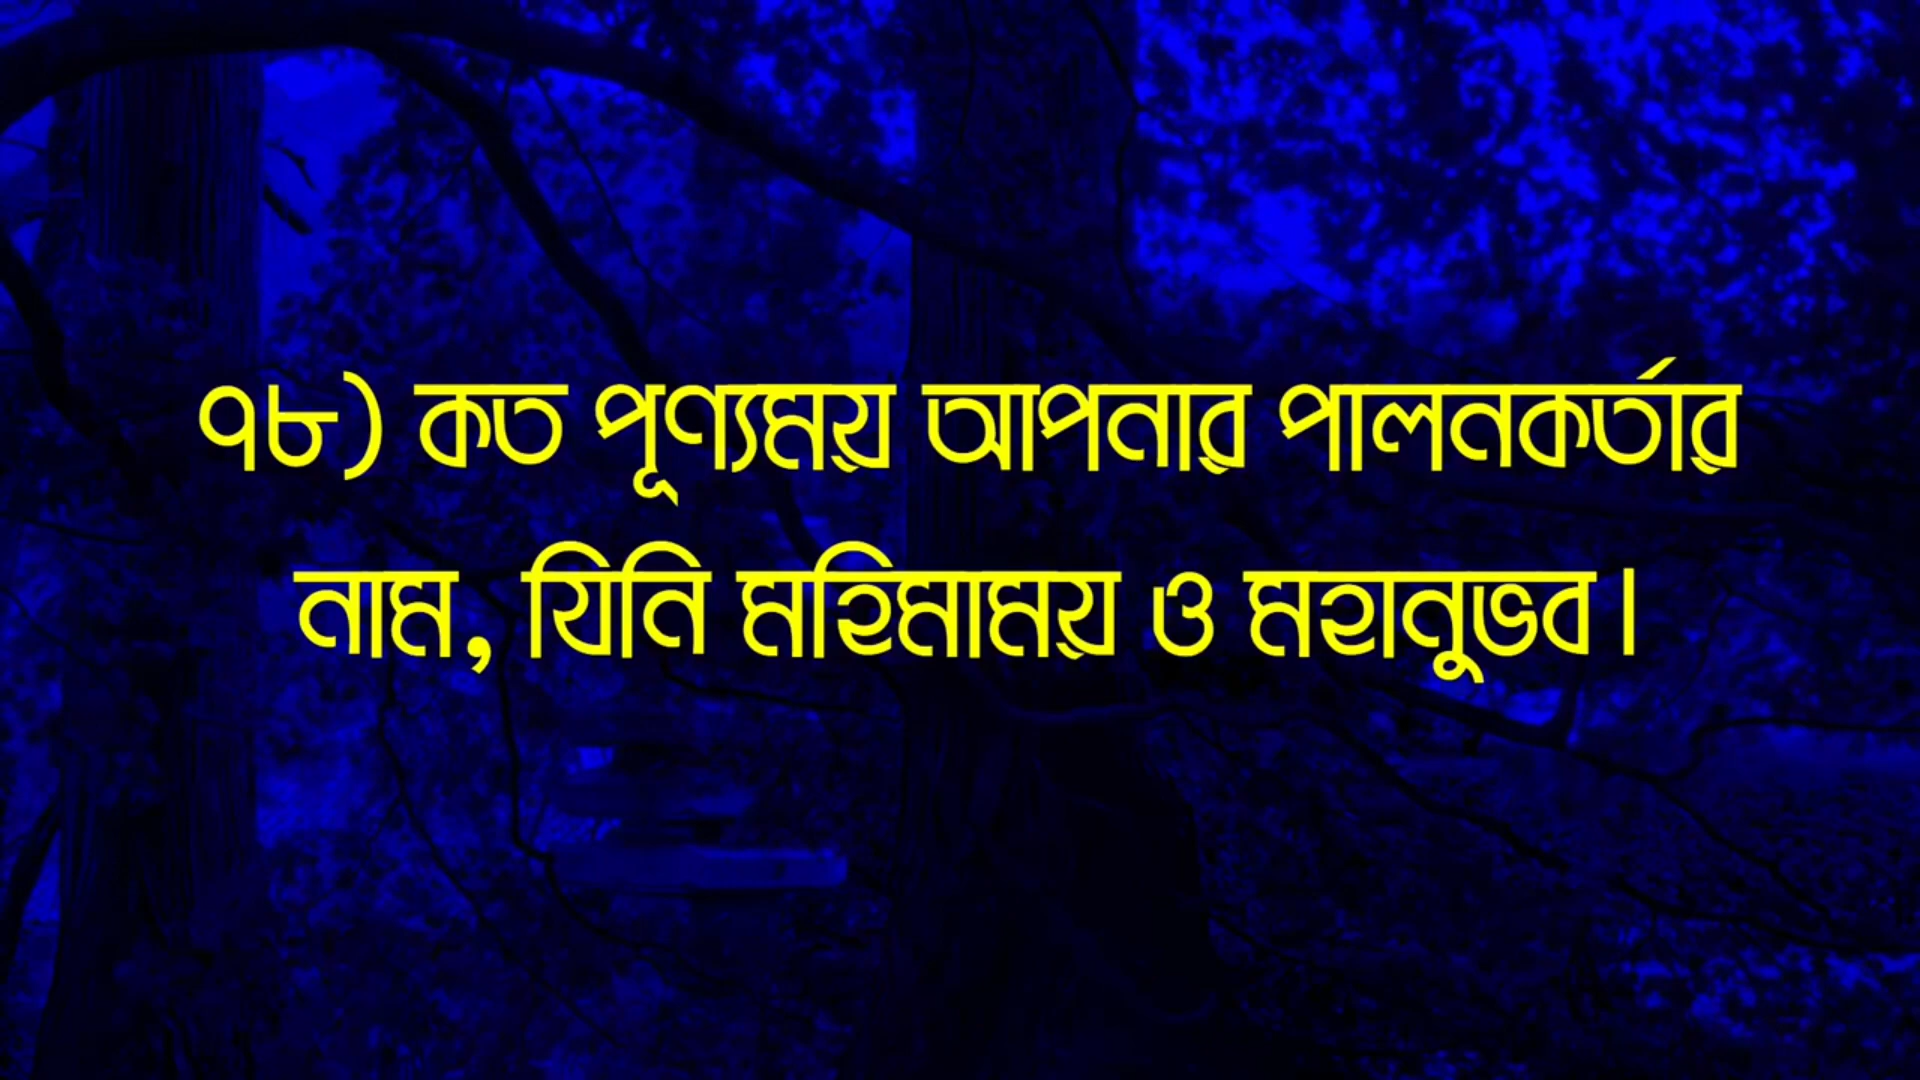 ৭৮) কত পূণ্যময় আপনার পালনকর্তার
নাম, যিনি মহিমাময় ও মহানুভব।